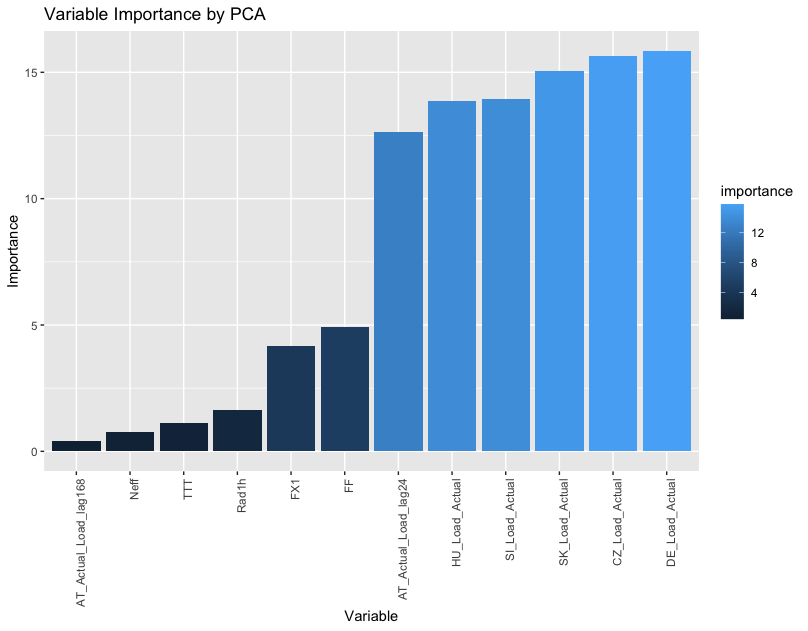 Variable Importance by PCA
Importance
15
10
5
0
AT_Actual_Load_lag168
Neff
TTT
Rad1h
FX1
FF
AT_Actual_Load_lag24
HU_Load_Actual
SI_Load_Actual
SK_Load_Actual
CZ_Load_Actual
DE_Load_Actual
Variable
importance
12
8
4